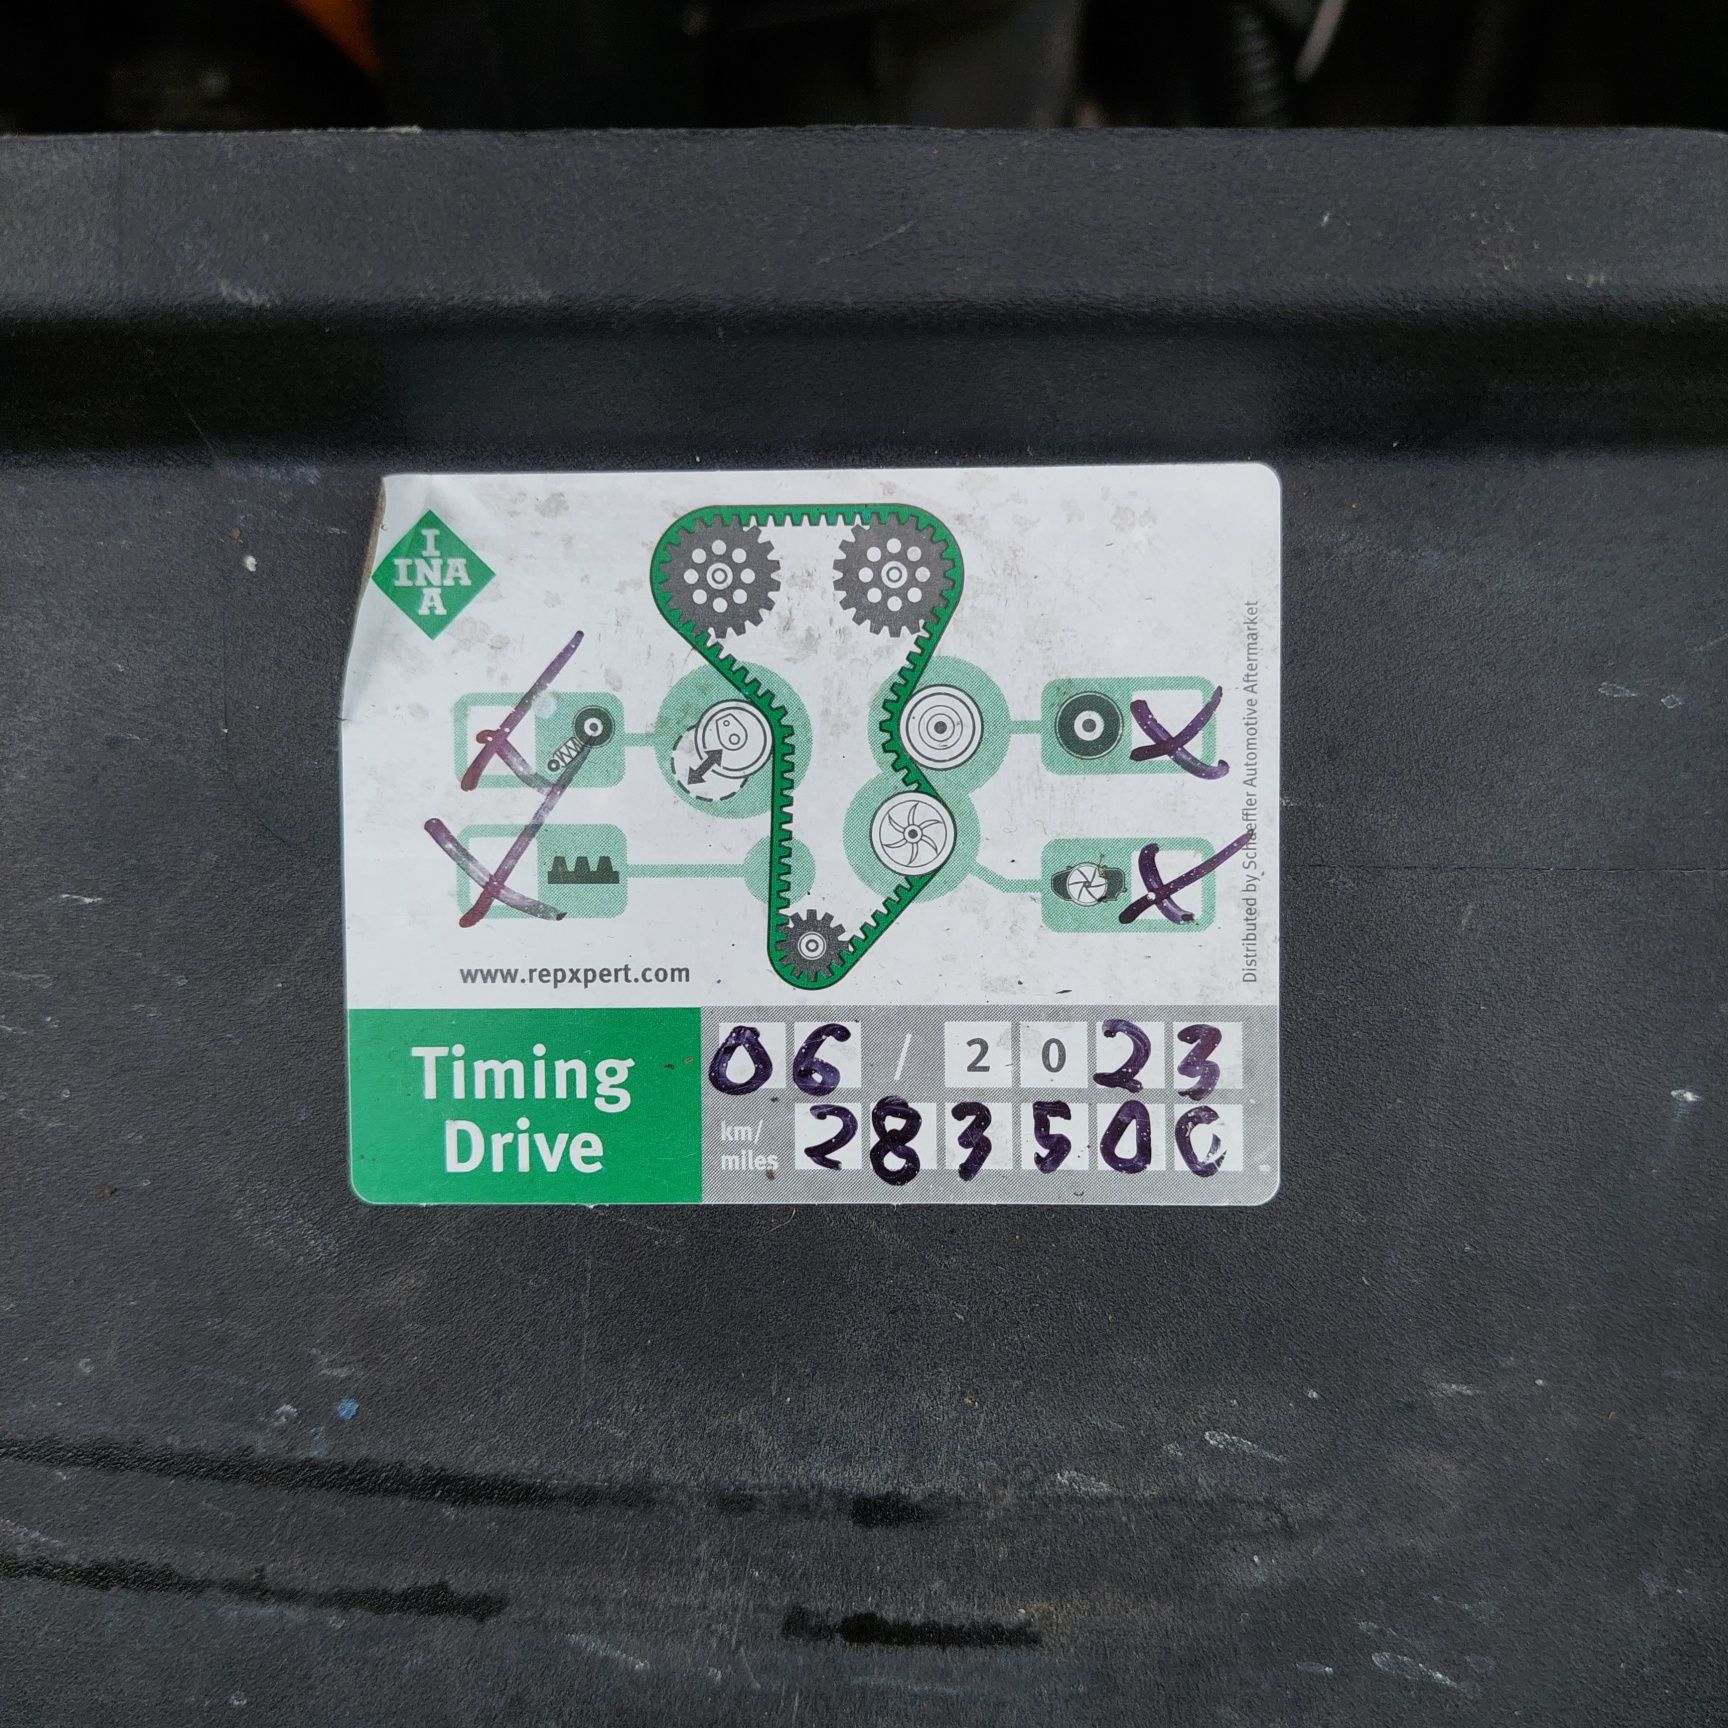 I
INA
A
www.repxpert.com
Distributed by Schaeffler Automotive Aftermarket
Timing
Drive
06 / 2023
km/
miles
283500